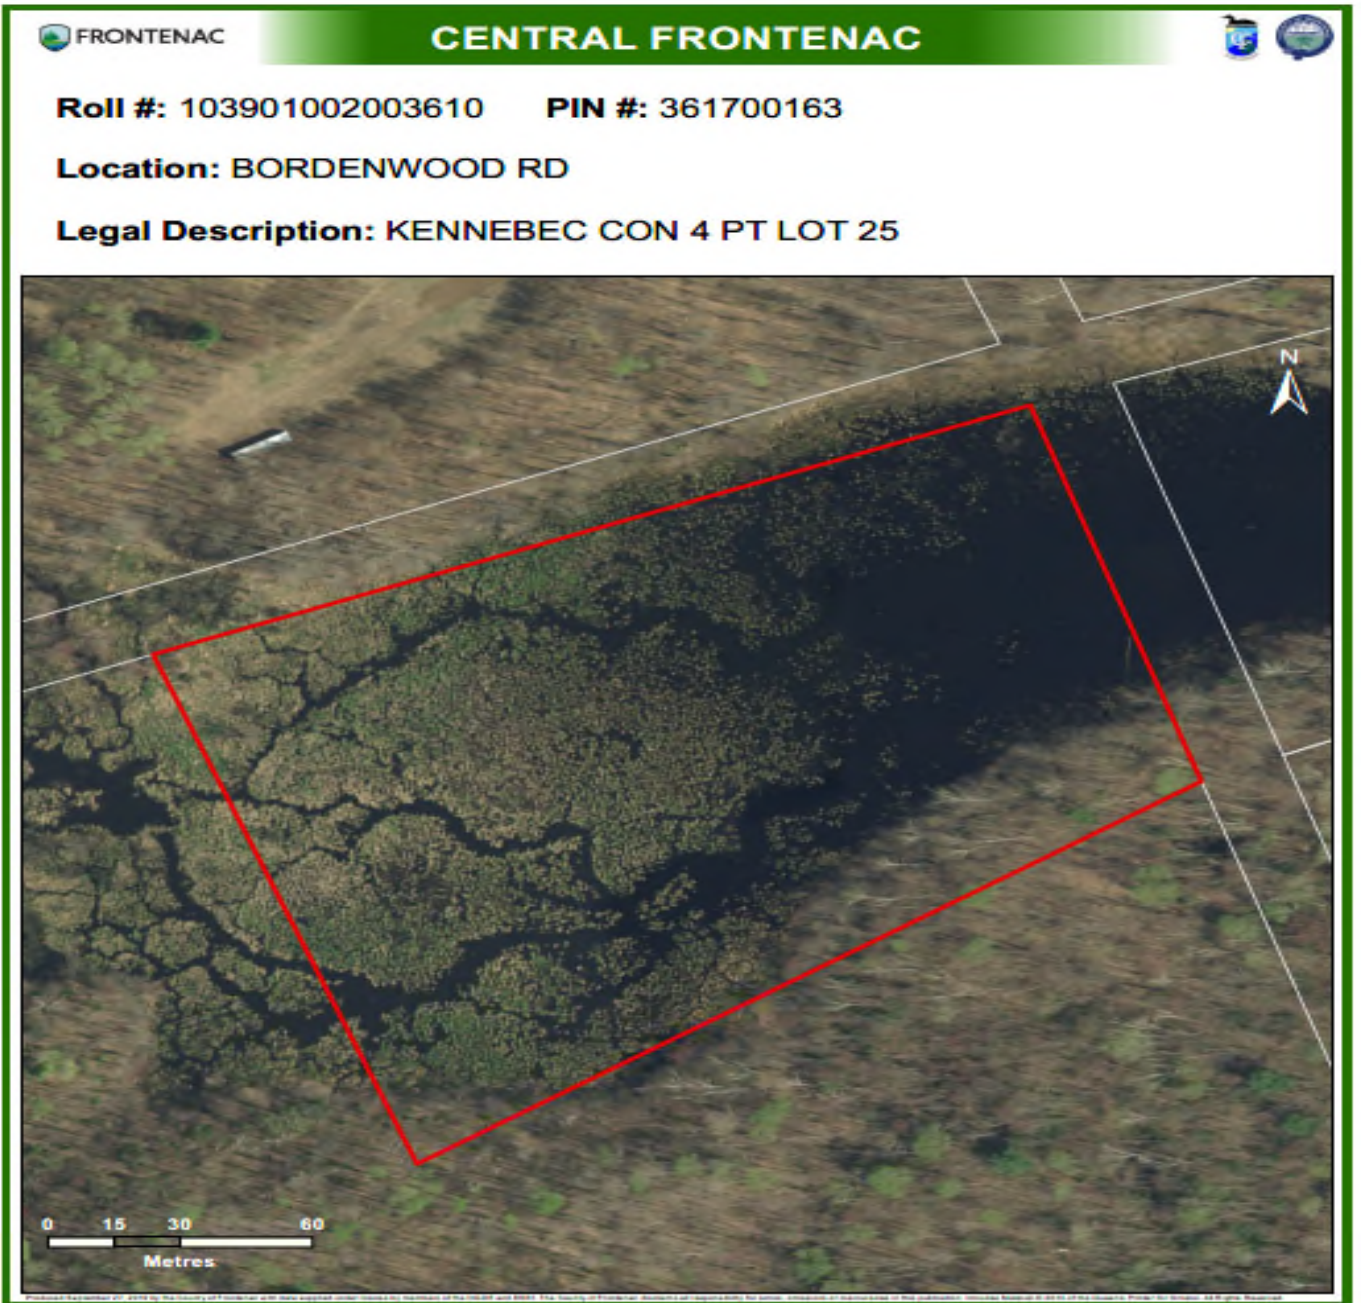 FRONTENAC
CENTRAL FRONTENAC
Roll #: 103901002003610 PIN #: 361700163
Location: BORDENWOOD RD
Legal Description: KENNEBEC CON 4 PT LOT 25
N
0 15 30 60
Metres